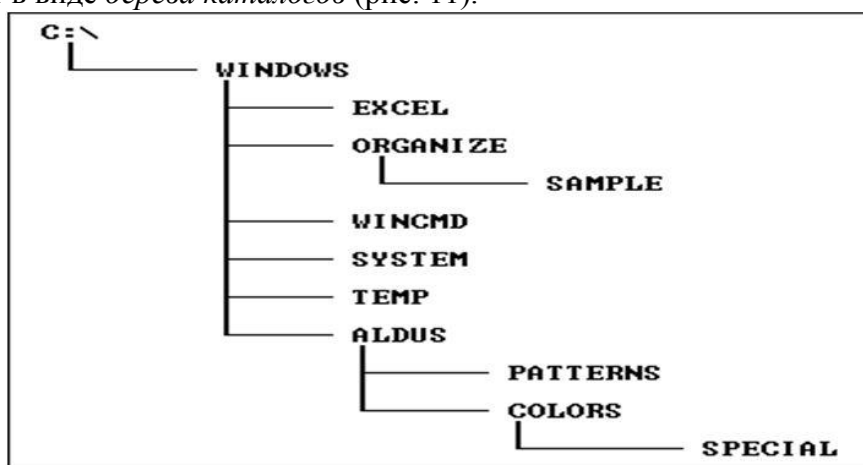 в виде дерева каталогов (рис. 11).
C:\
WINDOWS
EXCEL
ORGANIZE
SAMPLE
WINCMD
SYSTEM
TEMP
ALDUS
PATTERNS
COLORS
SPECIAL